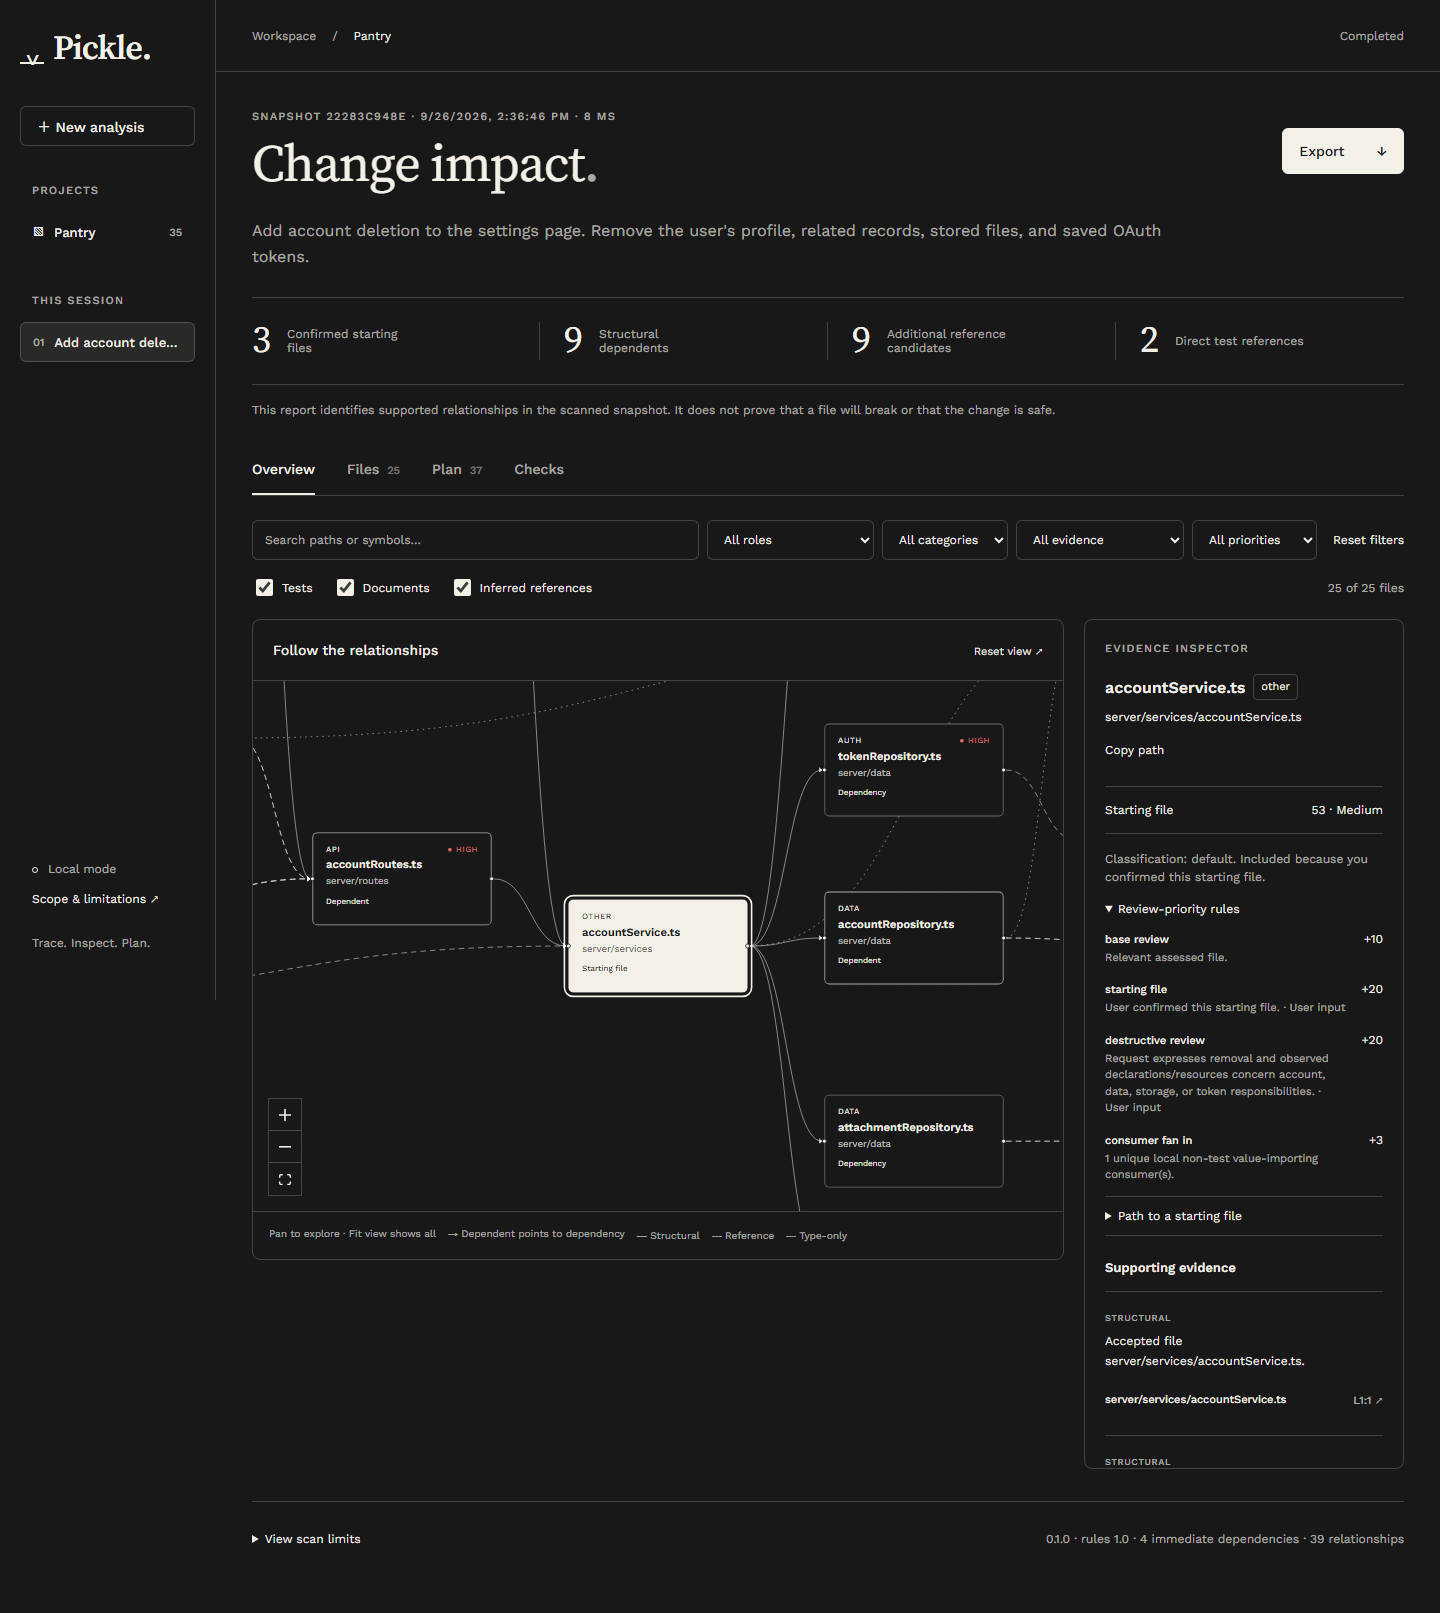 Pickle.
+ New analysis
PROJECTS
Pantry 35
THIS SESSION
01 Add account dele...
Local mode
Scope & limitations ↗
Trace. Inspect. Plan.
Workspace / Pantry
Completed
SNAPSHOT 22283C948E · 9/26/2026, 2:36:46 PM · 8 MS
Change impact.
Export ↓
Add account deletion to the settings page. Remove the user's profile, related records, stored files, and saved OAuth
tokens.
3 Confirmed starting
files
9 Structural
dependents
9 Additional reference
candidates
2 Direct test references
This report identifies supported relationships in the scanned snapshot. It does not prove that a file will break or that the change is safe.
Overview Files 25 Plan 37 Checks
Search paths or symbols...
All roles
All categories
All evidence
All priorities
Reset filters
Tests Documents Inferred references
25 of 25 files
Follow the relationships
Reset view ↗
AUTH • HIGH
tokenRepository.ts
server/data
Dependency
API • HIGH
accountRoutes.ts
server/routes
Dependent
OTHER
accountService.ts
server/services
Starting file
DATA
accountRepository.ts
server/data
Dependent
DATA
attachmentRepository.ts
server/data
Dependency
Pan to explore · Fit view shows all → Dependent points to dependency — Structural — Reference — Type-only
EVIDENCE INSPECTOR
accountService.ts other
server/services/accountService.ts
Copy path
Starting file 53 · Medium
Classification: default. Included because you
confirmed this starting file.
▼ Review-priority rules
base review +10
Relevant assessed file.
starting file +20
User confirmed this starting file. · User input
destructive review +20
Request expresses removal and observed
declarations/resources concern account,
data, storage, or token responsibilities. ·
User input
consumer fan in +3
1 unique local non-test value-importing
consumer(s).
▶ Path to a starting file
Supporting evidence
STRUCTURAL
Accepted file
server/services/accountService.ts.
server/services/accountService.ts L1:1 ↗
STRUCTURAL
▶ View scan limits
0.1.0 · rules 1.0 · 4 immediate dependencies · 39 relationships